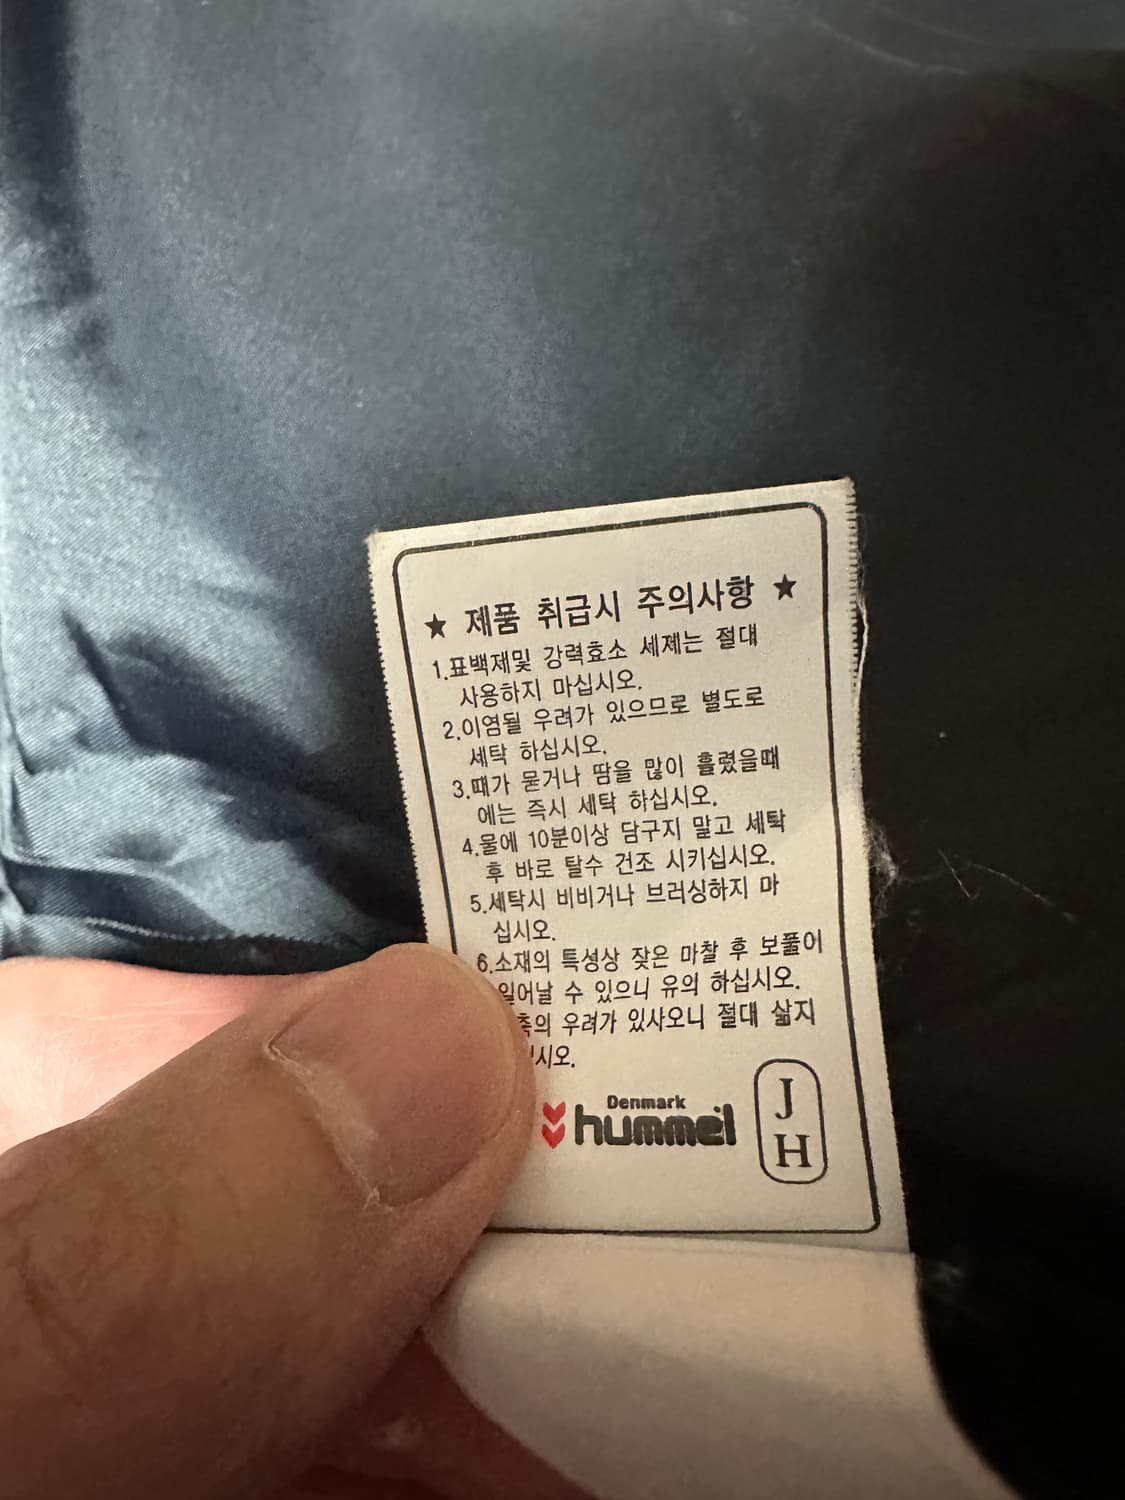 ★ 제품 취급시 주의사항 ★
1.표백제및 강력효소 세제는 절대
사용하지 마십시오.
2.이염될 우려가 있으므로 별도로
세탁 하십시오.
3.때가 묻거나 땀을 많이 흘렸을때
에는 즉시 세탁 하십시오.
4.물에 10분이상 담구지 말고 세탁
후 바로 탈수 건조 시키십시오.
5.세탁시 비비거나 브러싱하지 마
십시오.
6.소재의 특성상 잦은 마찰 후 보풀이
일어날 수 있으니 유의 하십시오.
우려가 있사오니 절대 삶지
Denmark
hummel
J
H